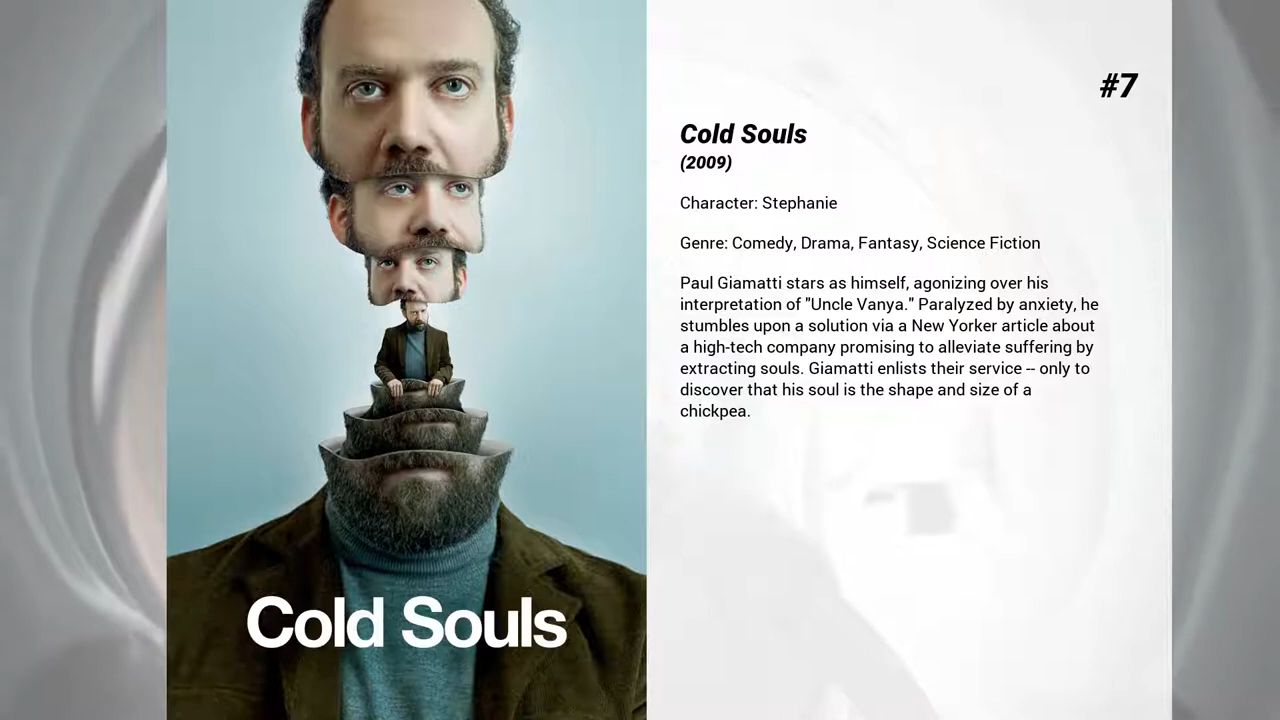 #7
Cold Souls
(2009)
Character: Stephanie
Genre: Comedy, Drama, Fantasy, Science Fiction
Paul Giamatti stars as himself, agonizing over his
interpretation of "Uncle Vanya." Paralyzed by anxiety, he
stumbles upon a solution via a New Yorker article about
a high-tech company promising to alleviate suffering by
extracting souls. Giamatti enlists their service -- only to
discover that his soul is the shape and size of a
chickpea.
Cold Souls